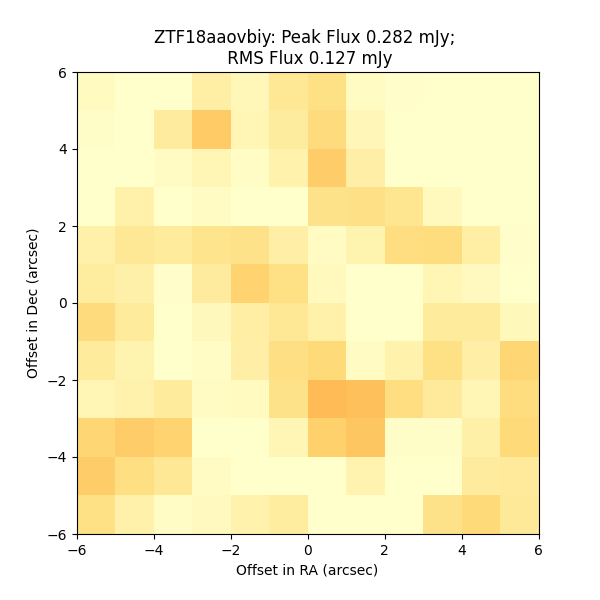 ZTF18aaovbiy: Peak Flux 0.282 mJy;
RMS Flux 0.127 mJy
6
4
2
0
−2
−4
−6
Offset in Dec (arcsec)
−6 −4 −2 0 2 4 6
Offset in RA (arcsec)